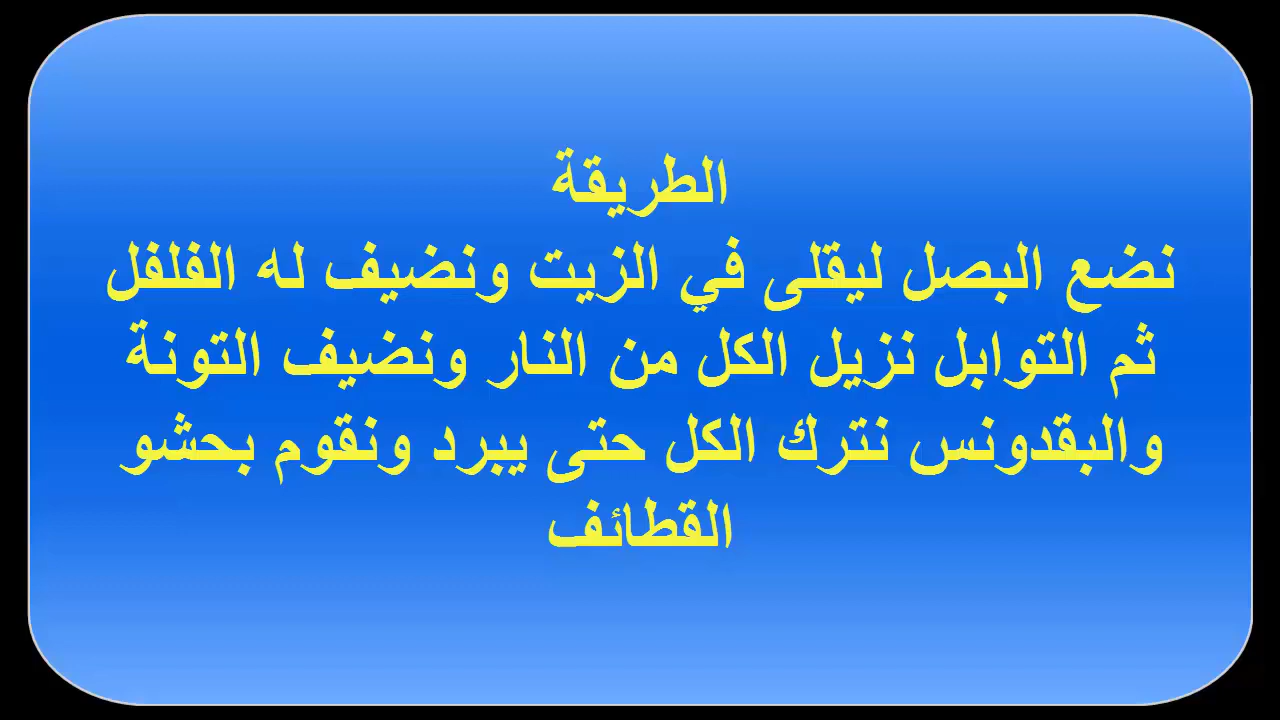 الطريقة
نضع البصل ليقلى في الزيت ونضيف له الفلفل
ثم التوابل نزيل الكل من النار ونضيف التونة
والبقدونس نترك الكل حتى يبرد ونقوم بحشو
القطائف